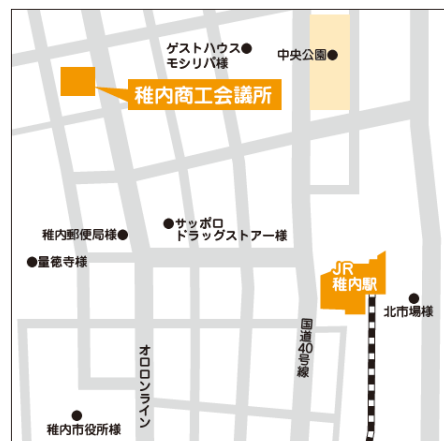 ゲストハウス
モシリパ様
中央公園
稚内商工会議所
サッポロ
ドラッグストアー様
稚内郵便局様
量徳寺様
JR
稚内駅
北市場様
国道40号線
オロロンライン
稚内市役所様